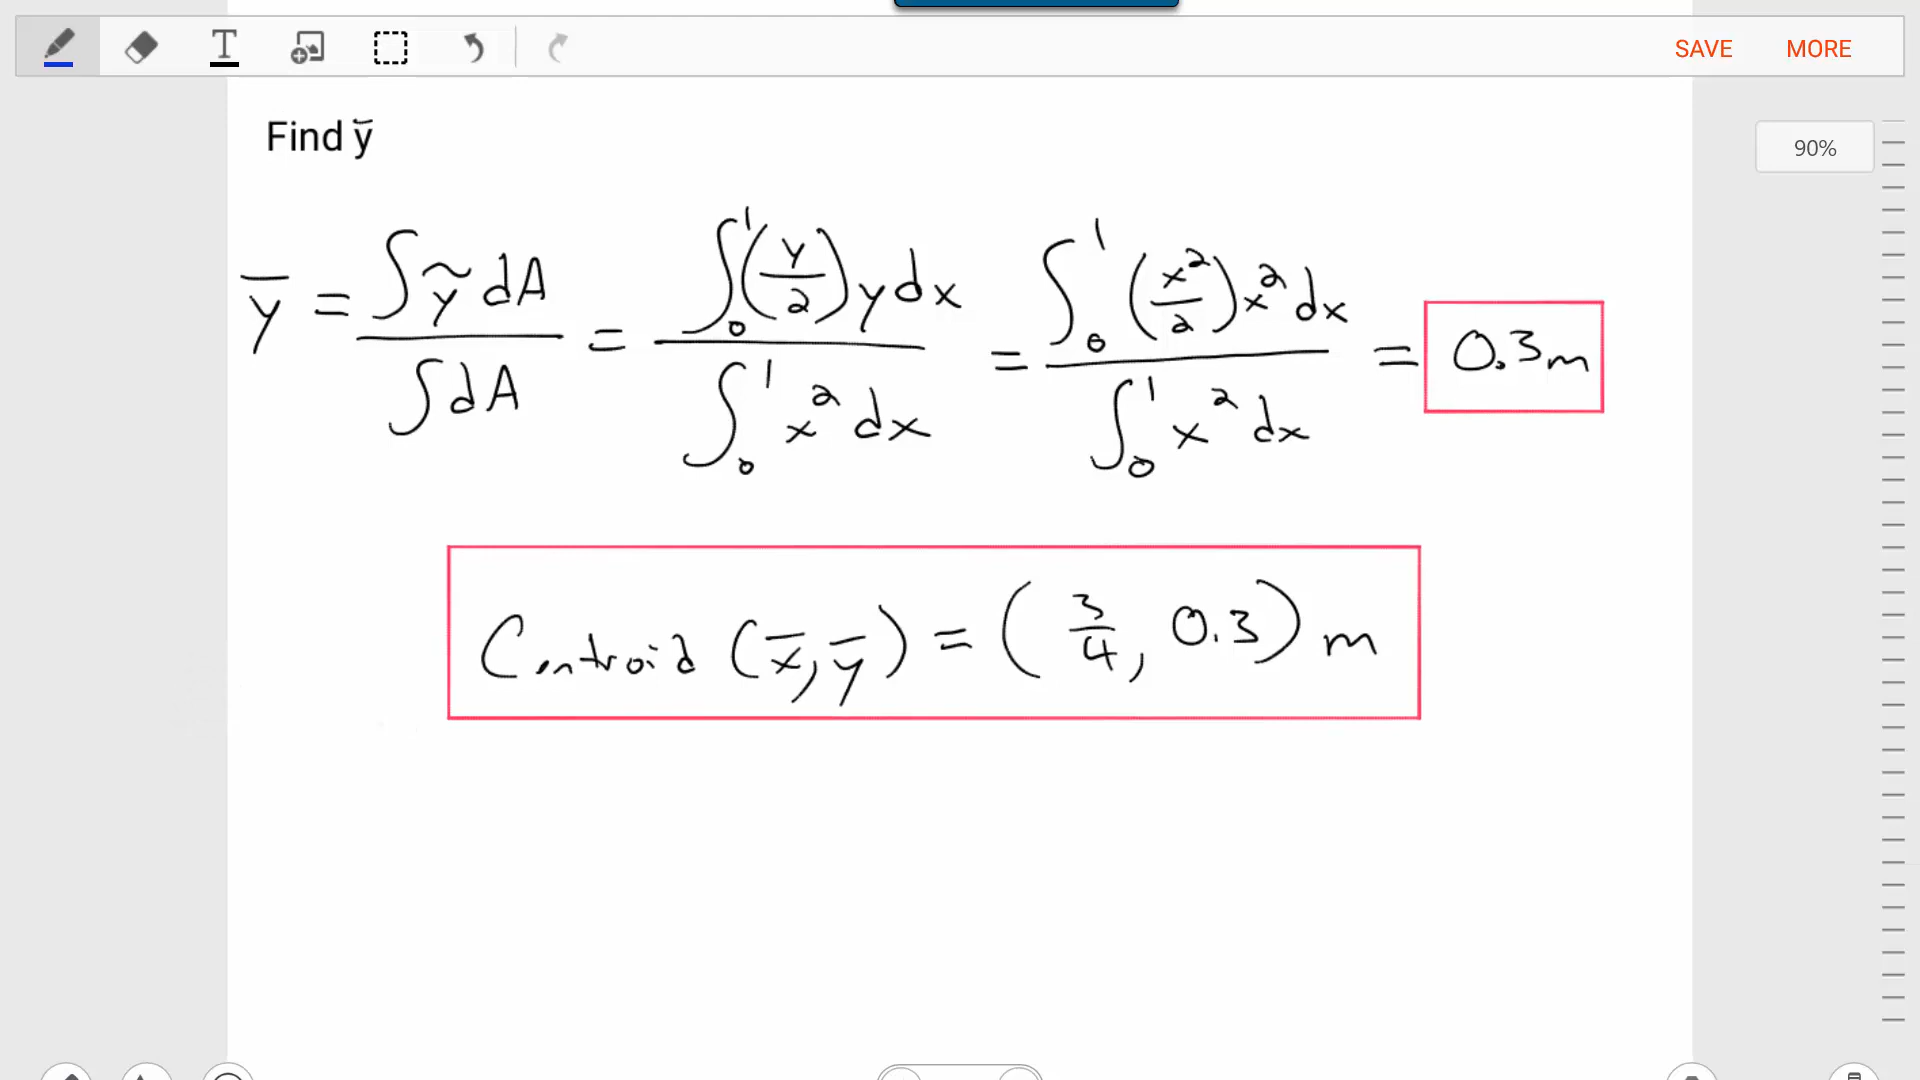 SAVE MORE
90%
Find ȳ
ȳ = ∫ỹ dA / ∫dA = ∫₀¹ (y/2) y dx / ∫₀¹ x² dx = ∫₀¹ (x²/2) x² dx / ∫₀¹ x² dx = 0.3 m
Centroid (x̄, ȳ) = (3/4, 0.3) m